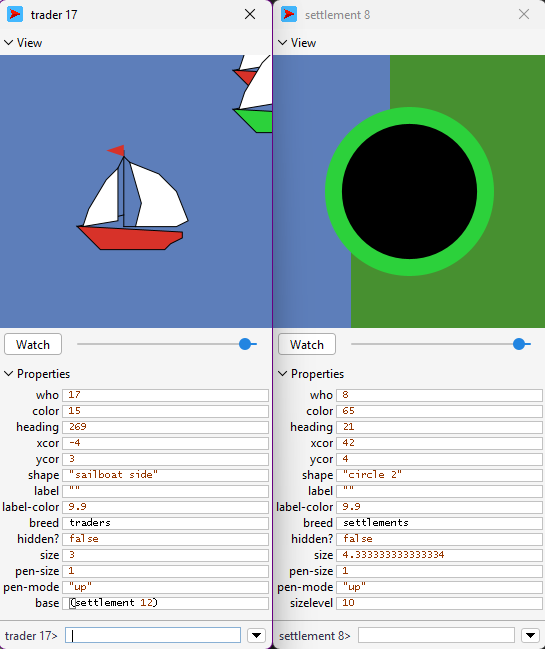 trader 17
View
Watch
Properties
who 17
color 15
heading 269
xcor -4
ycor 3
shape "sailboat side"
label ""
label-color 9.9
breed traders
hidden? false
size 3
pen-size 1
pen-mode "up"
base (settlement 12)
trader 17>
settlement 8
View
Watch
Properties
who 8
color 65
heading 21
xcor 42
ycor 4
shape "circle 2"
label ""
label-color 9.9
breed settlements
hidden? false
size 4.333333333333334
pen-size 1
pen-mode "up"
sizelevel 10
settlement 8>